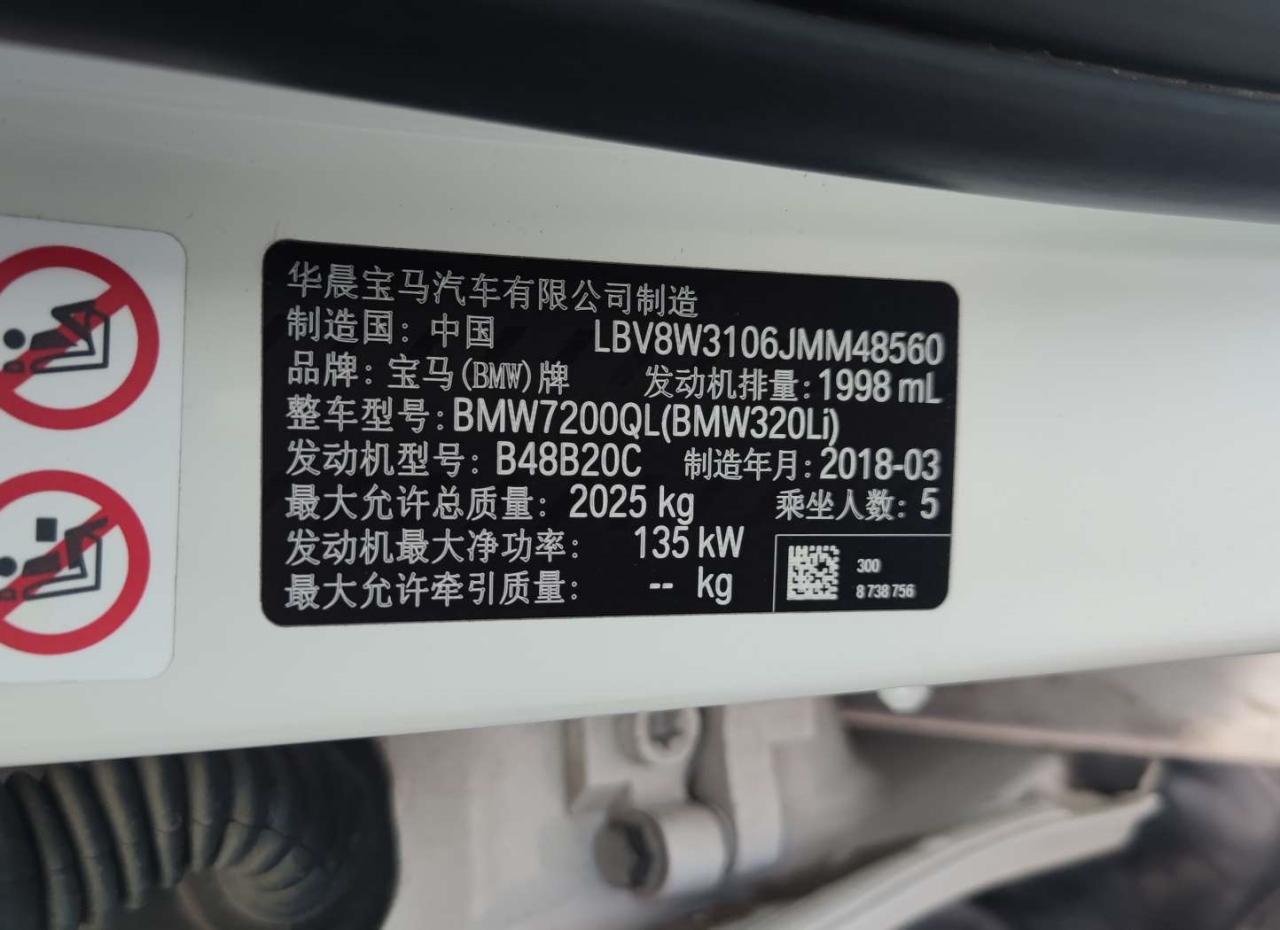 华晨宝马汽车有限公司制造
制造国：中国 LBV8W3106JMM48560
品牌：宝马(BMW)牌 发动机排量：1998 mL
整车型号：BMW7200QL(BMW320Li)
发动机型号：B48B20C 制造年月：2018-03
最大允许总质量：2025 kg 乘坐人数：5
发动机最大净功率： 135 kW
最大允许牵引质量： -- kg
300
8 738 756